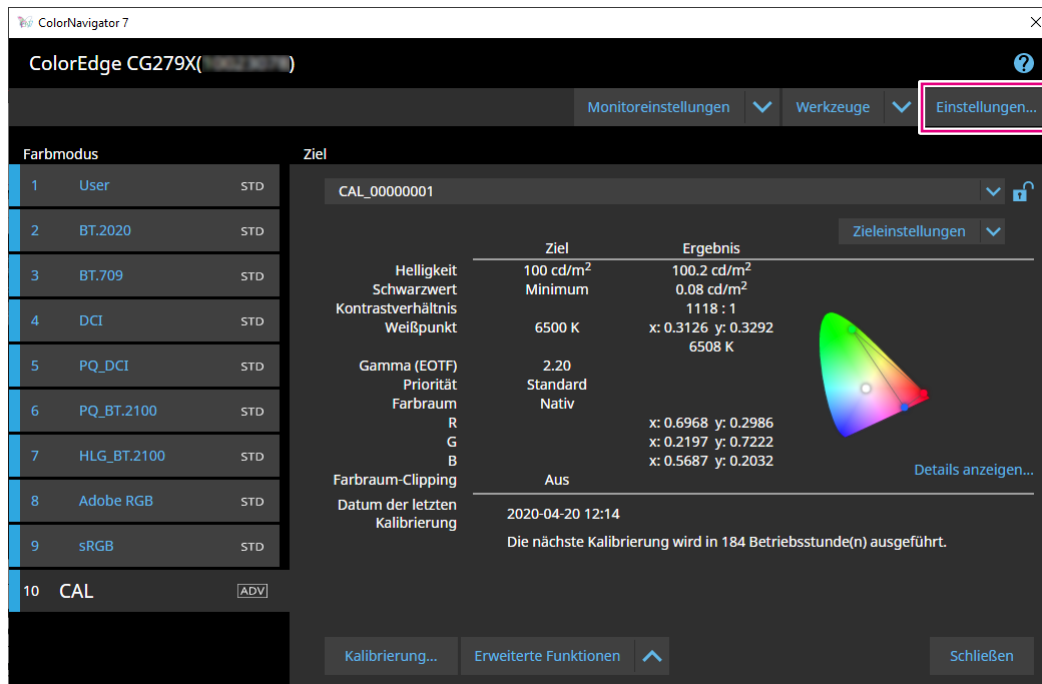 ColorNavigator 7
ColorEdge CG279X( )
Monitoreinstellungen Werkzeuge Einstellungen...
Farbmodus
1 User STD
2 BT.2020 STD
3 BT.709 STD
4 DCI STD
5 PQ_DCI STD
6 PQ_BT.2100 STD
7 HLG_BT.2100 STD
8 Adobe RGB STD
9 sRGB STD
10 CAL ADV
Ziel
CAL_00000001
Zieleinstellungen
Ziel Ergebnis
Helligkeit 100 cd/m² 100.2 cd/m²
Schwarzwert Minimum 0.08 cd/m²
Kontrastverhältnis 1118 : 1
Weißpunkt 6500 K x: 0.3126 y: 0.3292
6508 K
Gamma (EOTF) 2.20
Priorität Standard
Farbraum Nativ
R x: 0.6968 y: 0.2986
G x: 0.2197 y: 0.7222
B x: 0.5687 y: 0.2032
Farbraum-Clipping Aus
Details anzeigen...
Datum der letzten
Kalibrierung
2020-04-20 12:14
Die nächste Kalibrierung wird in 184 Betriebsstunde(n) ausgeführt.
Kalibrierung... Erweiterte Funktionen Schließen